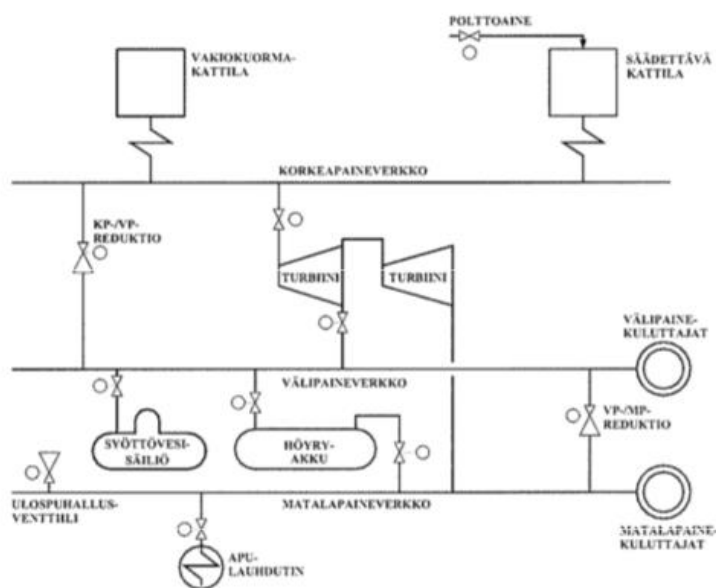 POLTTOAINE
VAKIOKUORMA-
KATTILA
SÄÄDETTÄVÄ
KATTILA
KORKEAPAINEVERKKO
KP-/VP-
REDUKTIO
TURBIINI
TURBIINI
VÄLIPAINE-
KULUTTAJAT
VÄLIPAINEVERKKO
VP-/MP-
REDUKTIO
SYÖTTÖVESI-
SÄILIÖ
HÖYRY-
AKKU
ULOSPUHALLUS-
VENTTIILI
MATALAPAINEVERKKO
MATALAPAINE-
KULUTTAJAT
APU-
LAUHDUTIN